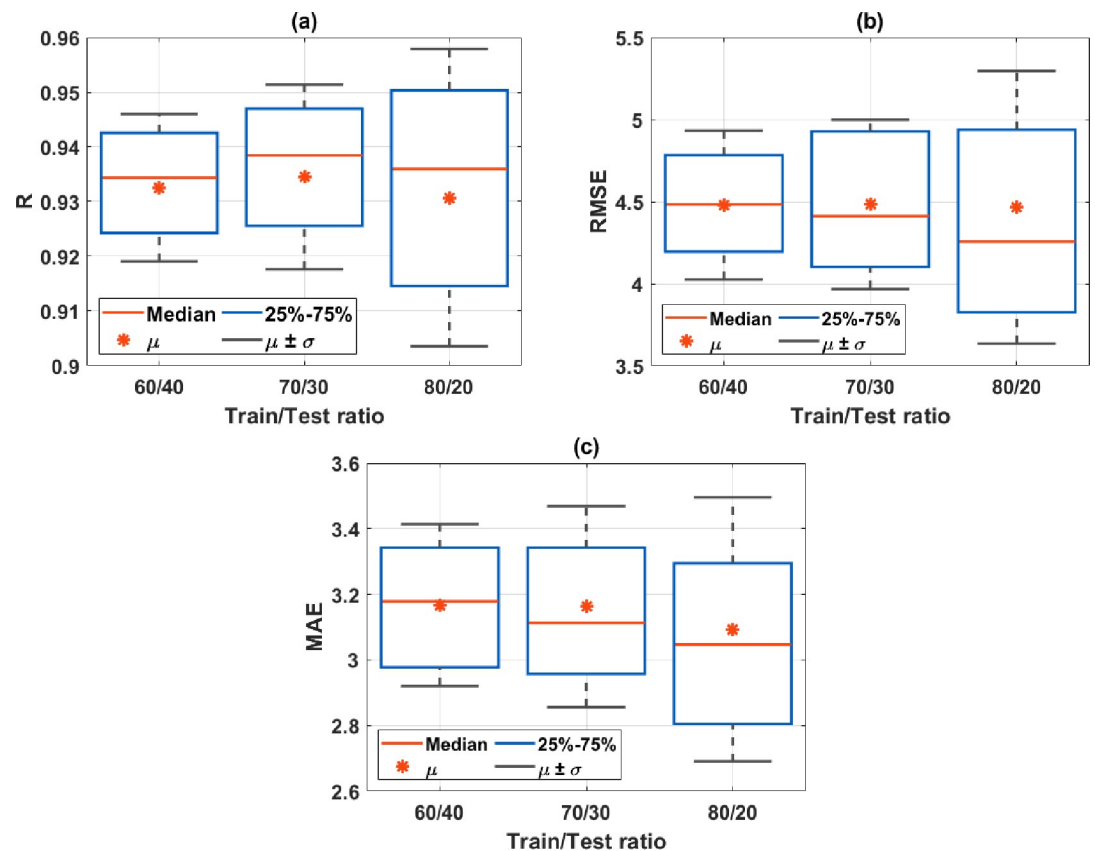 (a)
0.96
0.95
0.94
0.93
0.92
0.91
0.9
R
Median 25%-75%
μ μ ± σ
60/40 70/30 80/20
Train/Test ratio
(b)
5.5
5
4.5
4
3.5
RMSE
Median 25%-75%
μ μ ± σ
60/40 70/30 80/20
Train/Test ratio
(c)
3.6
3.4
3.2
3
2.8
2.6
MAE
Median 25%-75%
μ μ ± σ
60/40 70/30 80/20
Train/Test ratio